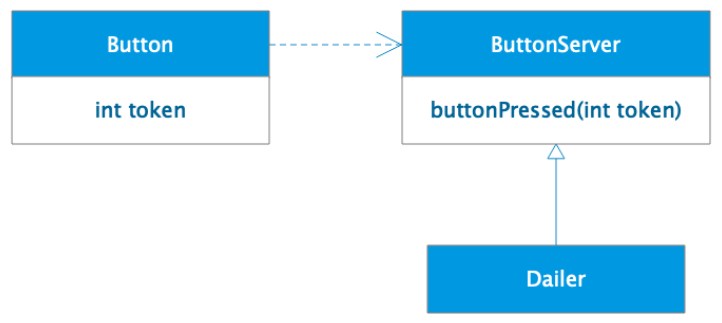 Button
int token
ButtonServer
buttonPressed(int token)
Dailer